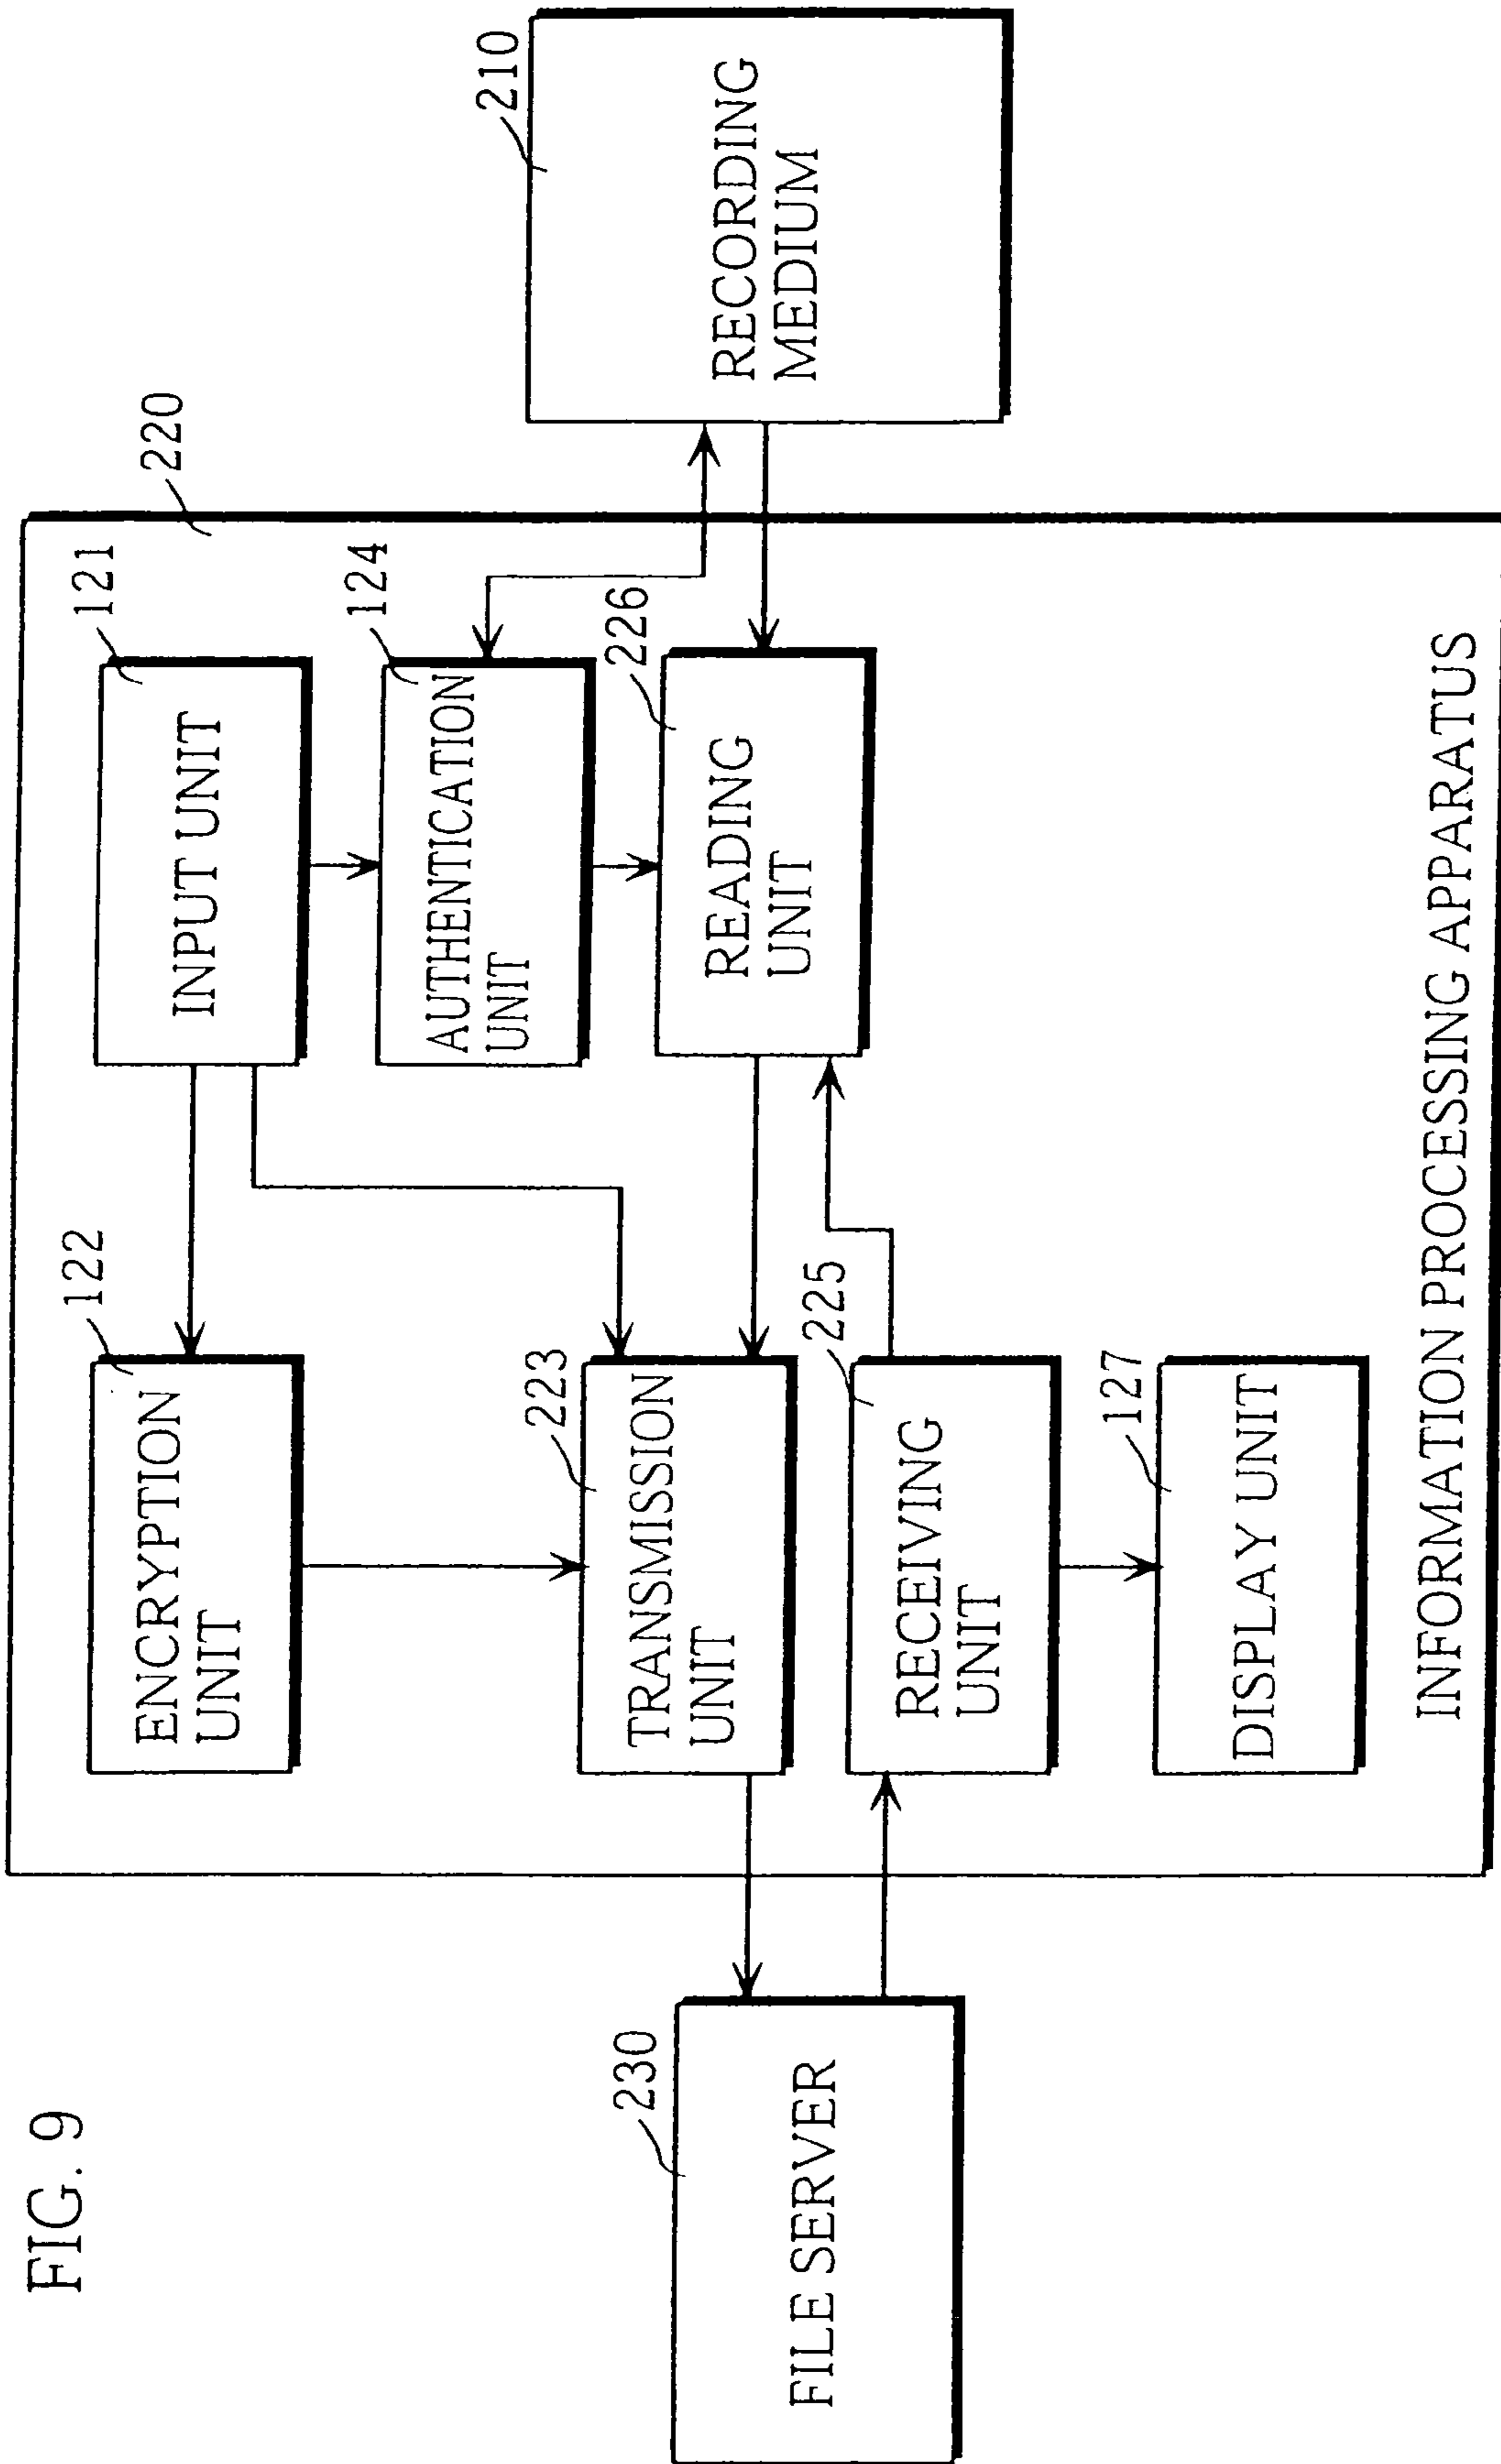 FIG. 9
230
FILE SERVER
220
122
ENCRYPTION
UNIT
121
INPUT UNIT
124
AUTHENTICATION
UNIT
223
TRANSMISSION
UNIT
226
READING
UNIT
225
RECEIVING
UNIT
127
DISPLAY UNIT
INFORMATION PROCESSING APPARATUS
210
RECORDING
MEDIUM